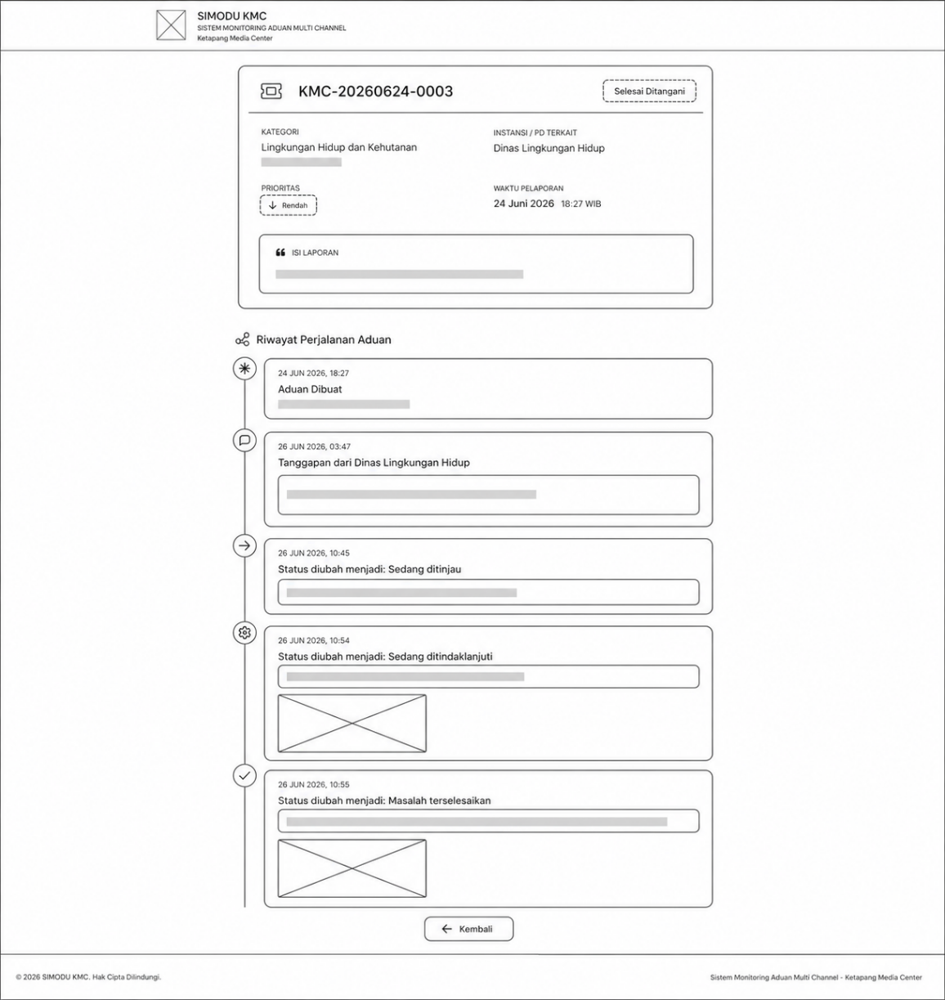 SIMODU KMC
SISTEM MONITORING ADUAN MULTI CHANNEL
Ketapang Media Center
KMC-20260624-0003
Selesai Ditangani
KATEGORI
Lingkungan Hidup dan Kehutanan
INSTANSI / PD TERKAIT
Dinas Lingkungan Hidup
PRIORITAS
Rendah
WAKTU PELAPORAN
24 Juni 2026 18:27 WIB
ISI LAPORAN
Riwayat Perjalanan Aduan
24 JUN 2026, 18:27
Aduan Dibuat
26 JUN 2026, 03:47
Tanggapan dari Dinas Lingkungan Hidup
26 JUN 2026, 10:45
Status diubah menjadi: Sedang ditinjau
26 JUN 2026, 10:54
Status diubah menjadi: Sedang ditindaklanjuti
26 JUN 2026, 10:55
Status diubah menjadi: Masalah terselesaikan
Kembali
© 2026 SIMODU KMC. Hak Cipta Dilindungi.
Sistem Monitoring Aduan Multi Channel - Ketapang Media Center